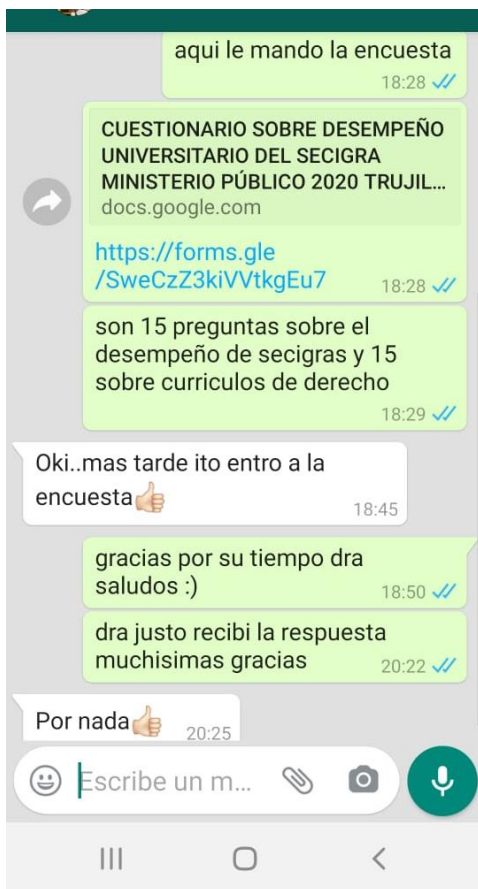 aqui le mando la encuesta
18:28
CUESTIONARIO SOBRE DESEMPEÑO
UNIVERSITARIO DEL SECIGRA
MINISTERIO PÚBLICO 2020 TRUJIL...
docs.google.com
https://forms.gle
/SweCzZ3kiVVtkgEu7
18:28
son 15 preguntas sobre el
desempeño de secigras y 15
sobre curriculos de derecho
18:29
Oki..mas tarde ito entro a la
encuesta👍🏻
18:45
gracias por su tiempo dra
saludos :)
18:50
dra justo recibi la respuesta
muchisimas gracias
20:22
Por nada👍🏻
20:25
Escribe un m...